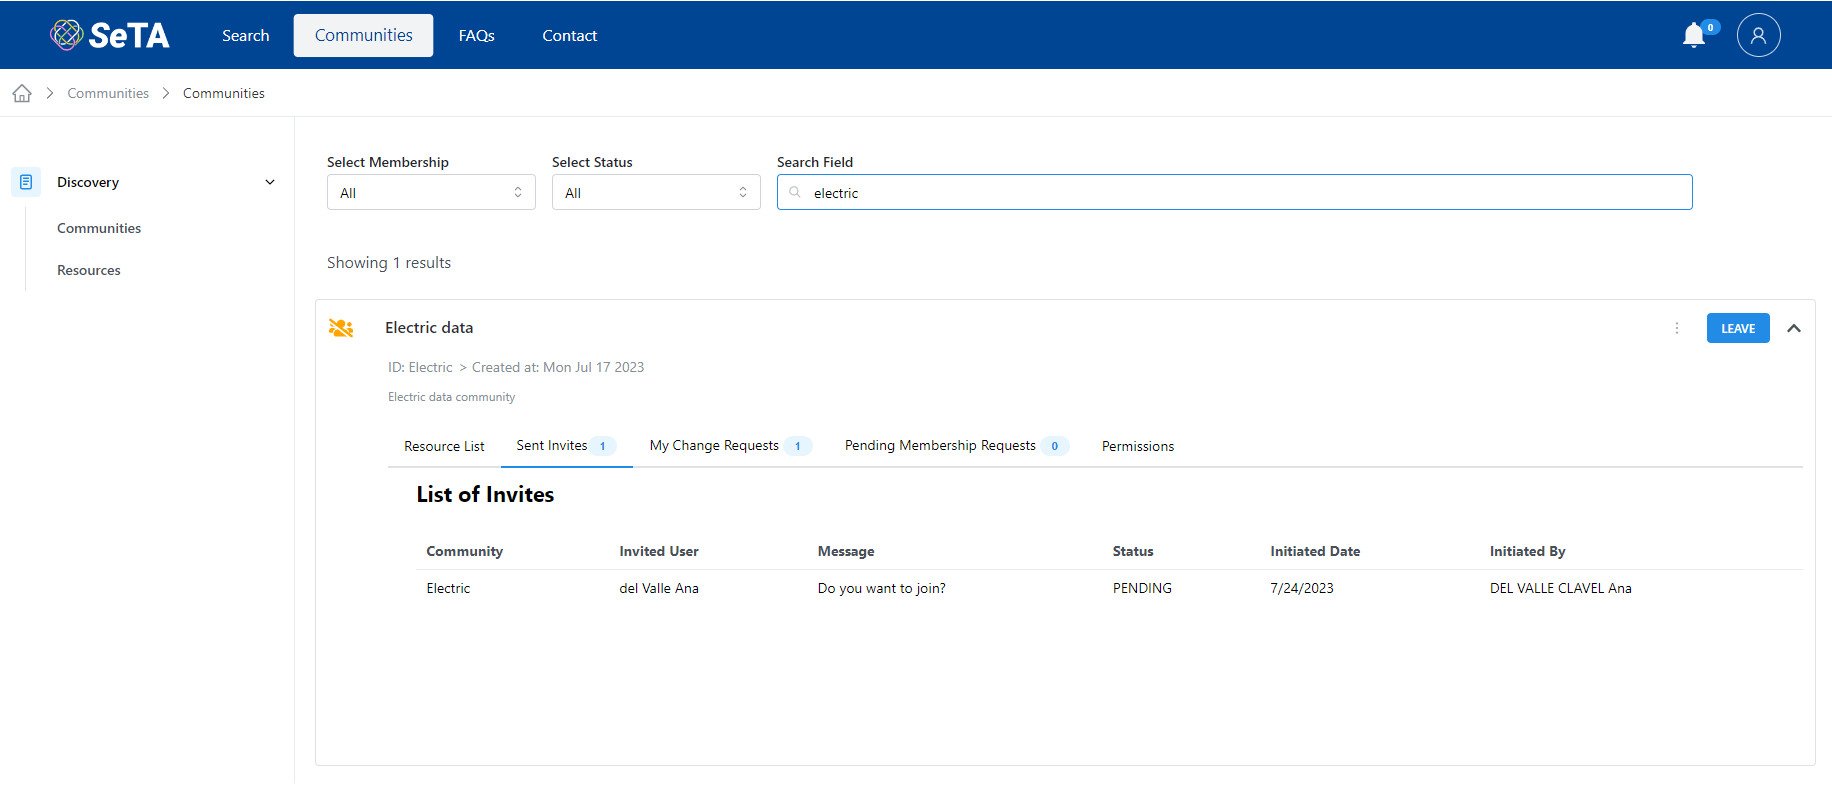 SeTA Search Communities FAQs Contact 0
Communities Communities
Discovery
Communities
Resources
Select Membership Select Status Search Field
All All electric
Showing 1 results
Electric data LEAVE
ID: Electric > Created at: Mon Jul 17 2023
Electric data community
Resource List Sent Invites 1 My Change Requests 1 Pending Membership Requests 0 Permissions
List of Invites
Community Invited User Message Status Initiated Date Initiated By
Electric del Valle Ana Do you want to join? PENDING 7/24/2023 DEL VALLE CLAVEL Ana